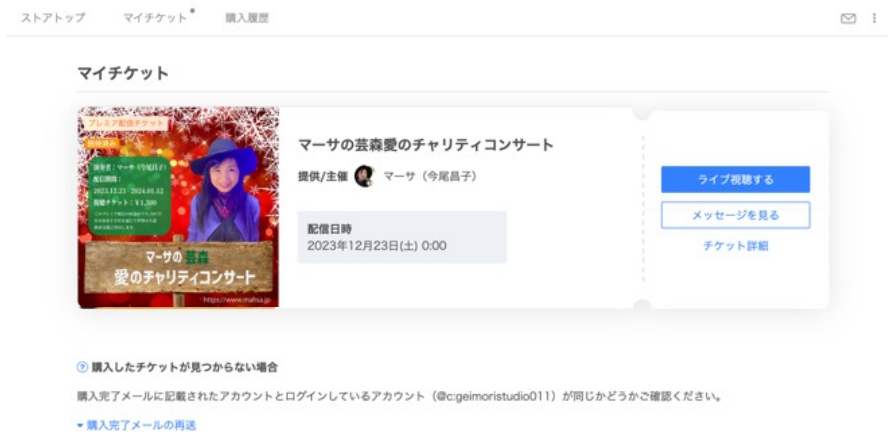 ストアトップ
マイチケット
購入履歴
マイチケット
プレミア配信チケット
演奏者：マーサ（今尾昌子）
配信期間：
2023.12.23 - 2024.01.12
視聴チケット：¥1,500
マーサの芸森
愛のチャリティコンサート
https://www.mahsa.jp
マーサの芸森愛のチャリティコンサート
提供/主催 マーサ（今尾昌子）
配信日時
2023年12月23日(土) 0:00
ライブ視聴する
メッセージを見る
チケット詳細
購入したチケットが見つからない場合
購入完了メールに記載されたアカウントとログインしているアカウント（@c:geimoristudio011）が同じかどうかご確認ください。
購入完了メールの再送